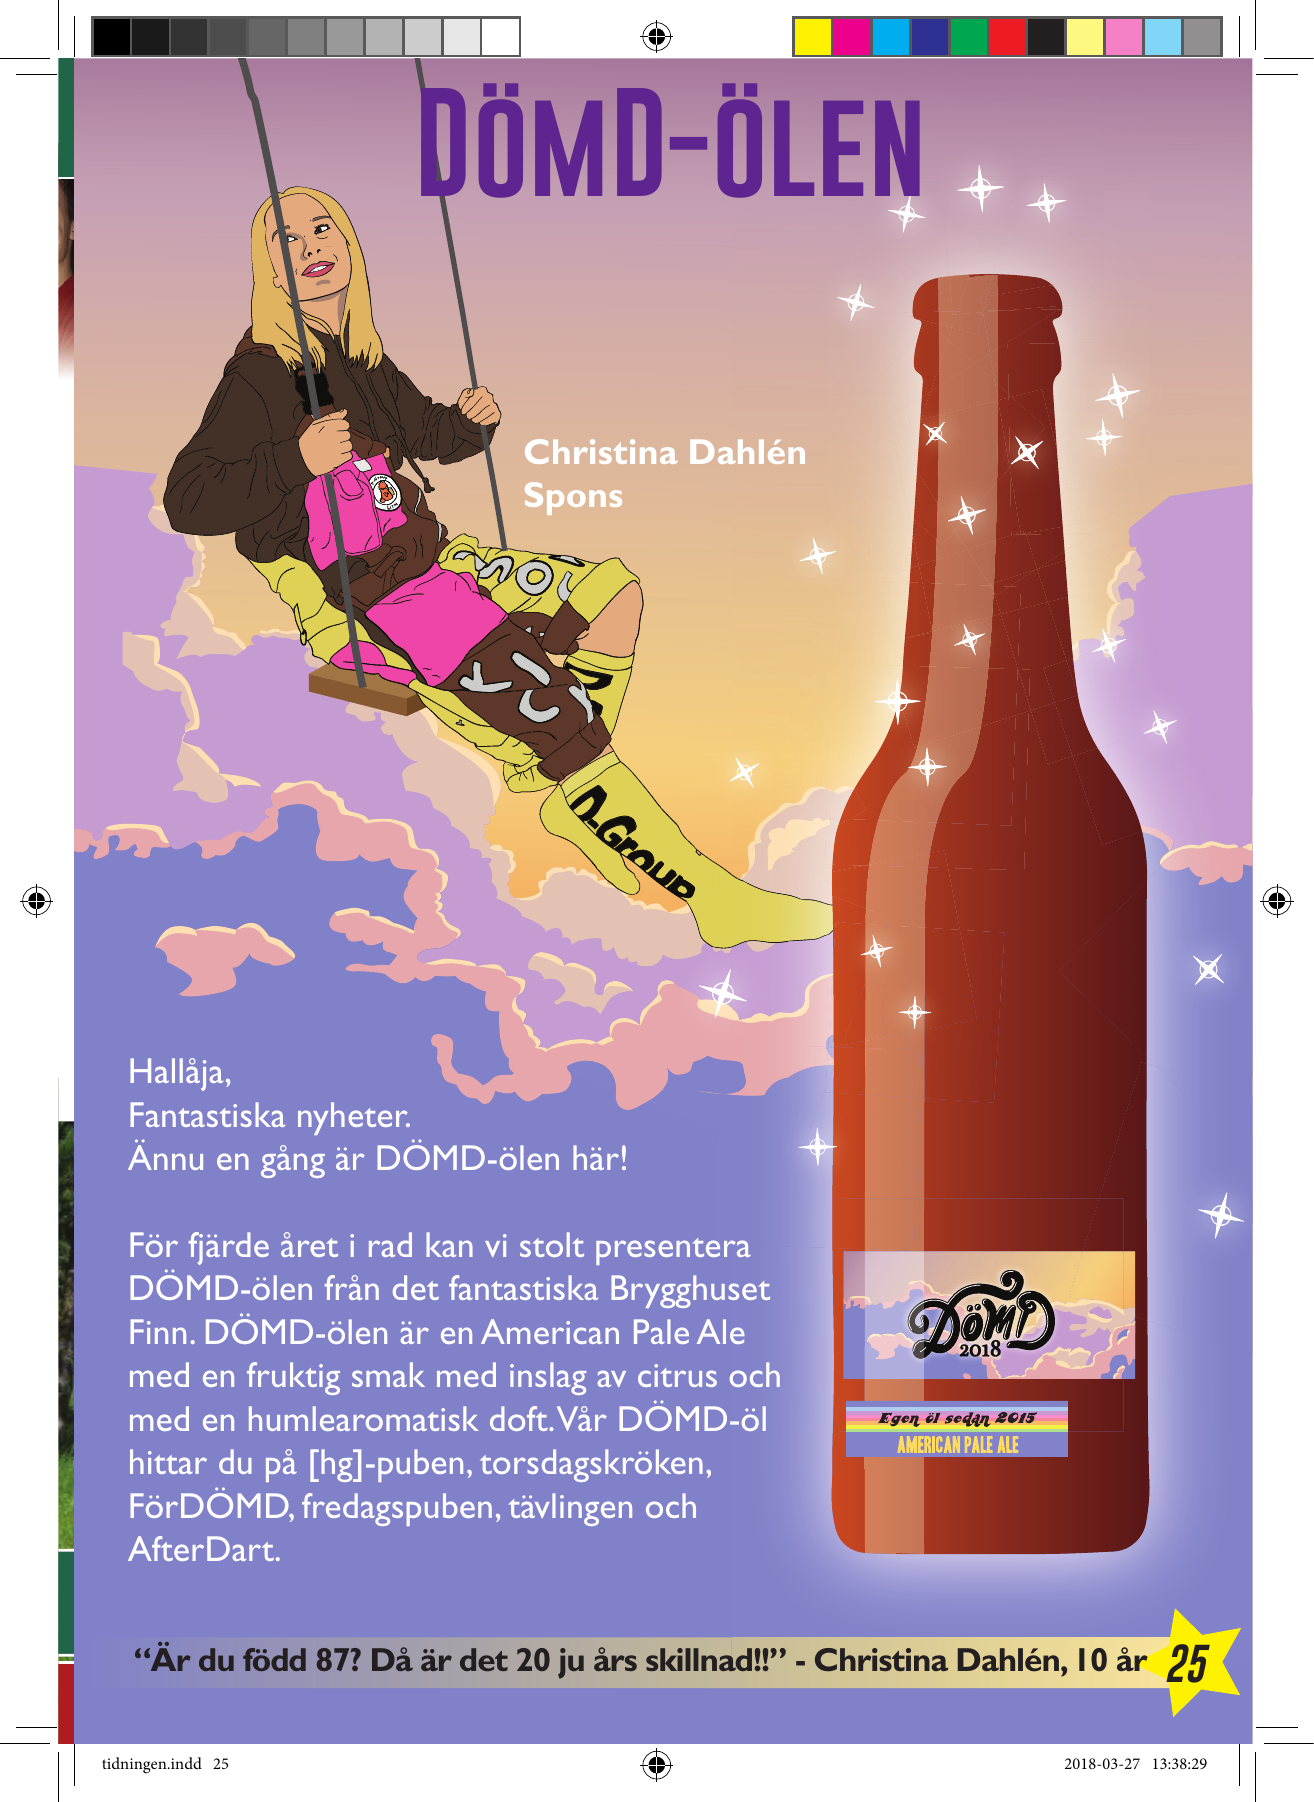 DÖMD-ÖLEN
Christina Dahlén
Spons
KICK
D-Group
Hallåja,
Fantastiska nyheter.
Ännu en gång är DÖMD-ölen här!
För fjärde året i rad kan vi stolt presentera
DÖMD-ölen från det fantastiska Brygghuset
Finn. DÖMD-ölen är en American Pale Ale
med en fruktig smak med inslag av citrus och
med en humlearomatisk doft. Vår DÖMD-öl
hittar du på [hg]-puben, torsdagskröken,
FörDÖMD, fredagspuben, tävlingen och
AfterDart.
DÖMD
2018
Egen öl sedan 2015
AMERICAN PALE ALE
“Är du född 87? Då är det 20 ju års skillnad!!” - Christina Dahlén, 10 år
25
tidningen.indd 25
2018-03-27 13:38:29